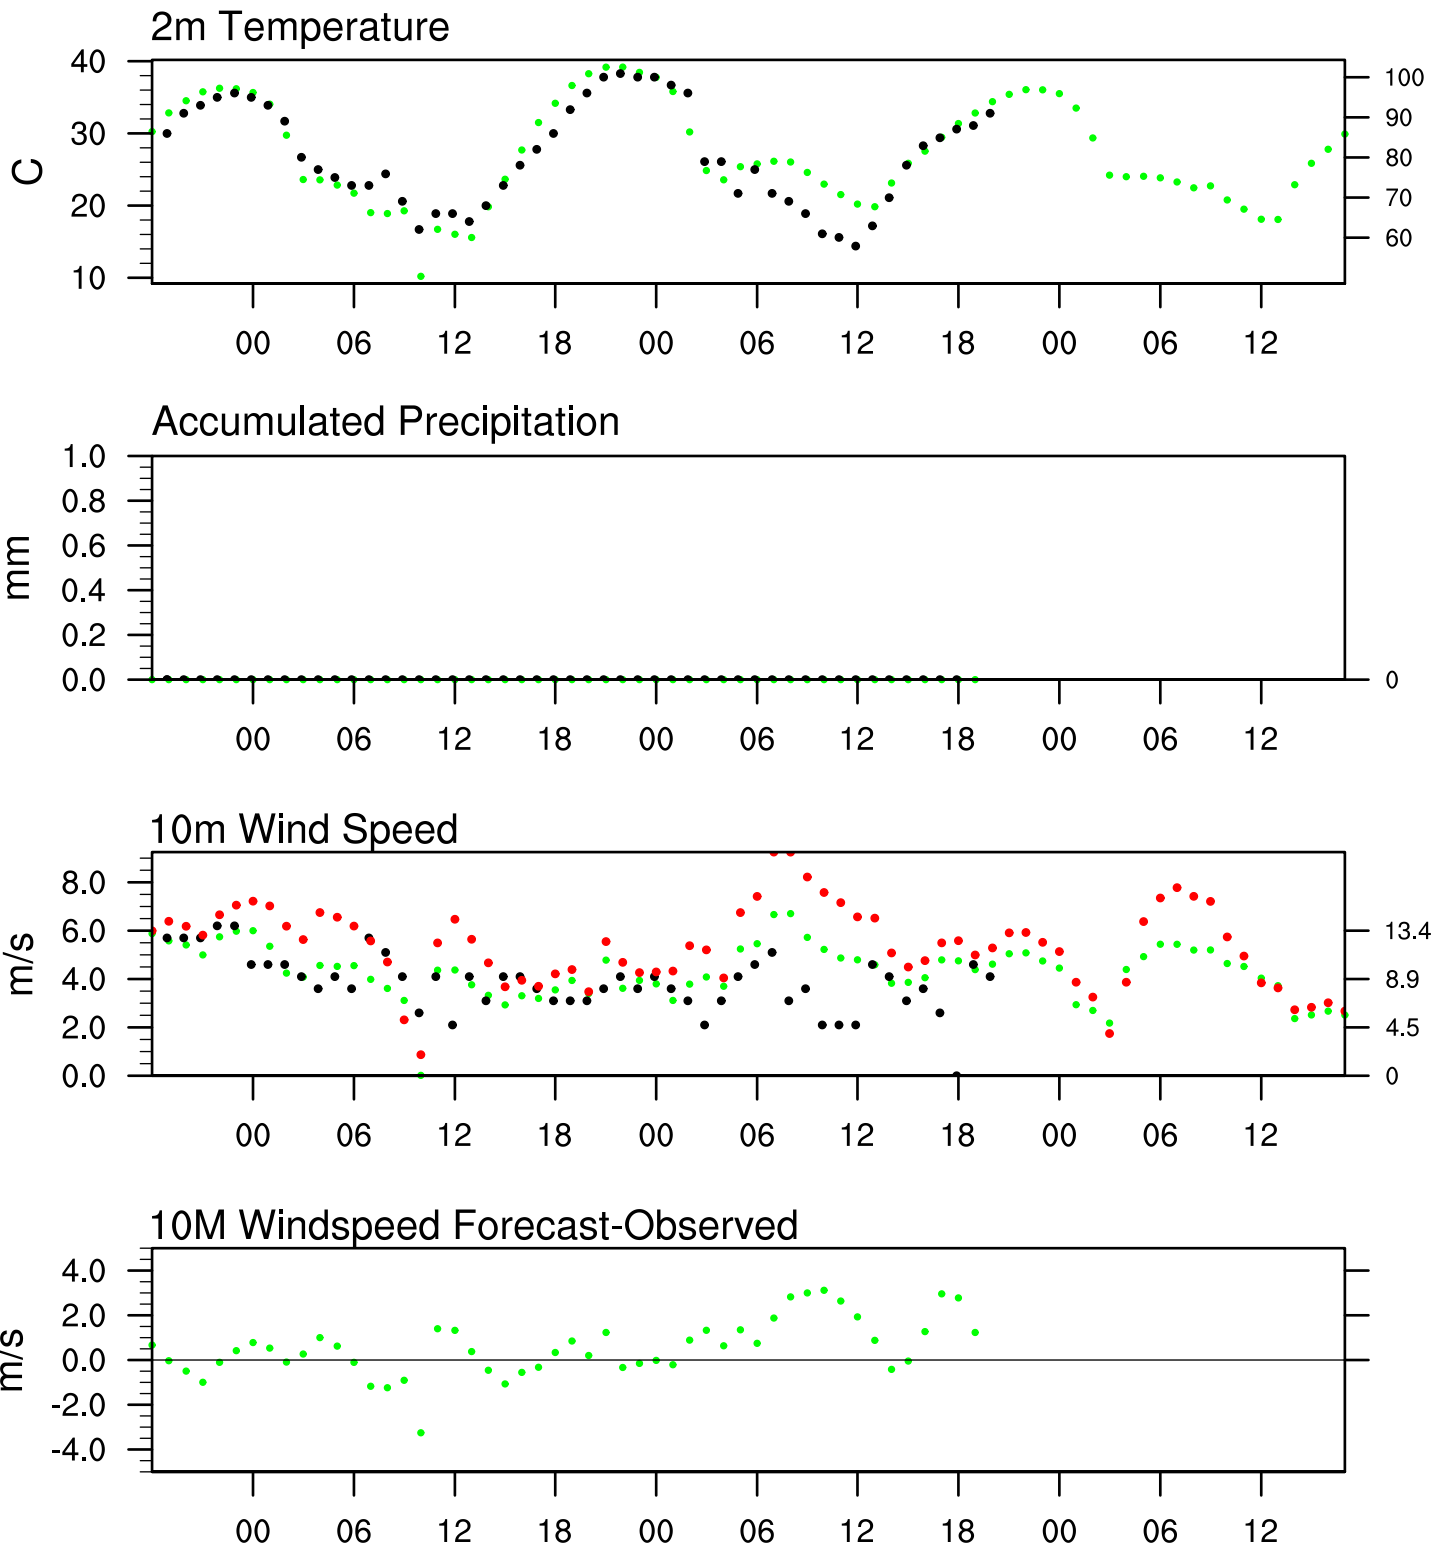 2m Temperature
40
30
20
10
C
100
90
80
70
60
00 06 12 18 00 06 12 18 00 06 12
Accumulated Precipitation
1.0
0.8
0.6
0.4
0.2
0.0
mm
0
00 06 12 18 00 06 12 18 00 06 12
10m Wind Speed
8.0
6.0
4.0
2.0
0.0
m/s
13.4
8.9
4.5
0
00 06 12 18 00 06 12 18 00 06 12
10M Windspeed Forecast-Observed
4.0
2.0
0.0
-2.0
-4.0
m/s
00 06 12 18 00 06 12 18 00 06 12